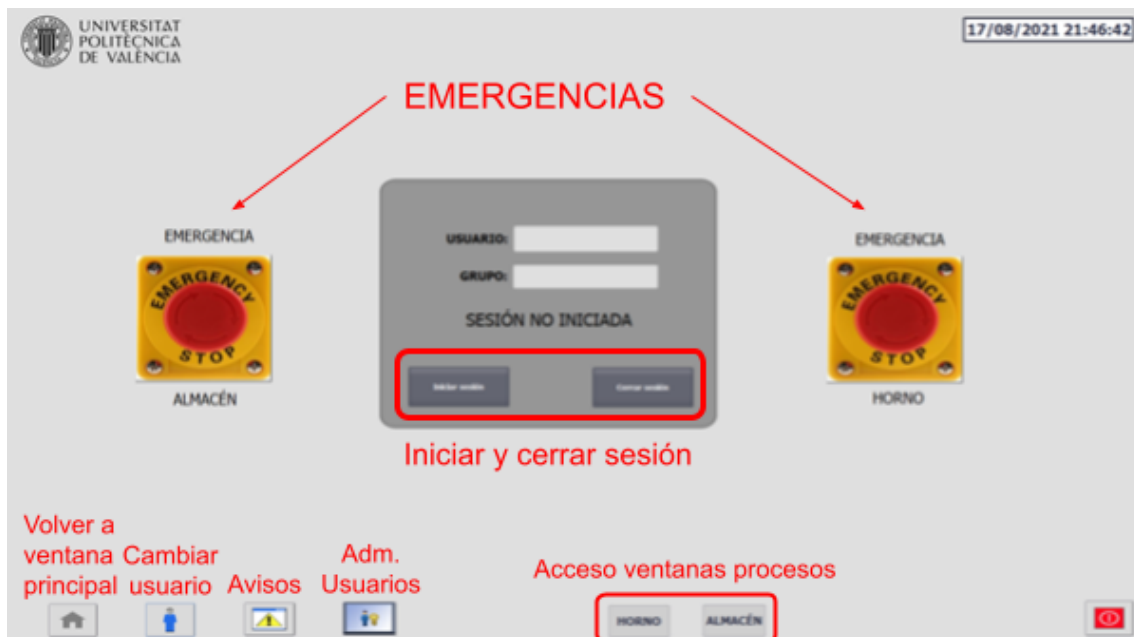 UNIVERSITAT
POLITÈCNICA
DE VALÈNCIA
17/08/2021 21:46:42
EMERGENCIAS
EMERGENCIA
EMERGENCY
STOP
ALMACÉN
USUARIO:
GRUPO:
SESIÓN NO INICIADA
Iniciar sesión
Cerrar sesión
EMERGENCIA
EMERGENCY
STOP
HORNO
Iniciar y cerrar sesión
Volver a
ventana
principal
Cambiar
usuario
Avisos
Adm.
Usuarios
Acceso ventanas procesos
HORNO
ALMACÉN